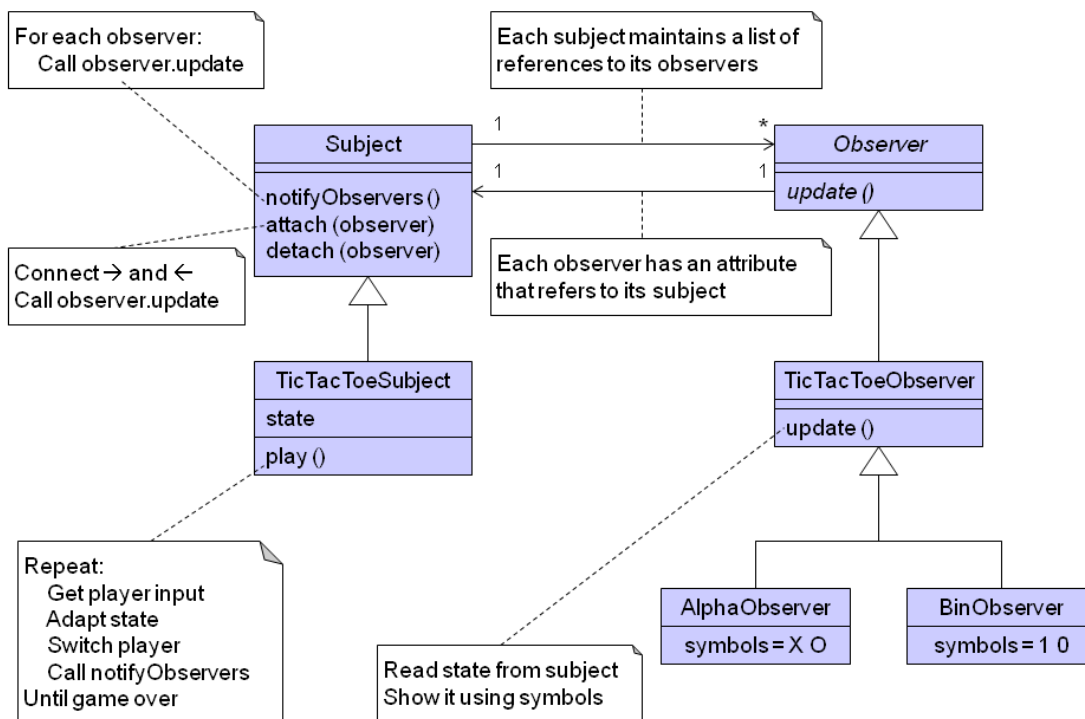 For each observer:
Call observer.update
Each subject maintains a list of
references to its observers
1
*
Subject
Observer
1
1
notifyObservers ()
attach (observer)
detach (observer)
update ()
Connect → and ←
Call observer.update
Each observer has an attribute
that refers to its subject
TicTacToeSubject
state
play ()
TicTacToeObserver
update ()
Repeat:
Get player input
Adapt state
Switch player
Call notifyObservers
Until game over
Read state from subject
Show it using symbols
AlphaObserver
symbols = X O
BinObserver
symbols = 1 0